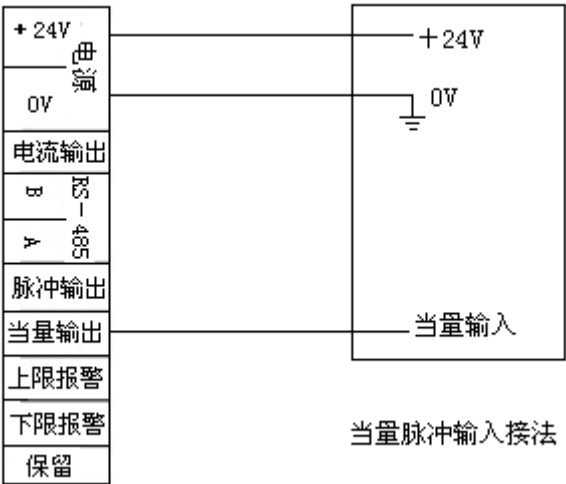 +24V
电源
0V
电流输出
B
RS-485
A
脉冲输出
当量输出
上限报警
下限报警
保留
+24V
0V
当量输入
当量脉冲输入接法